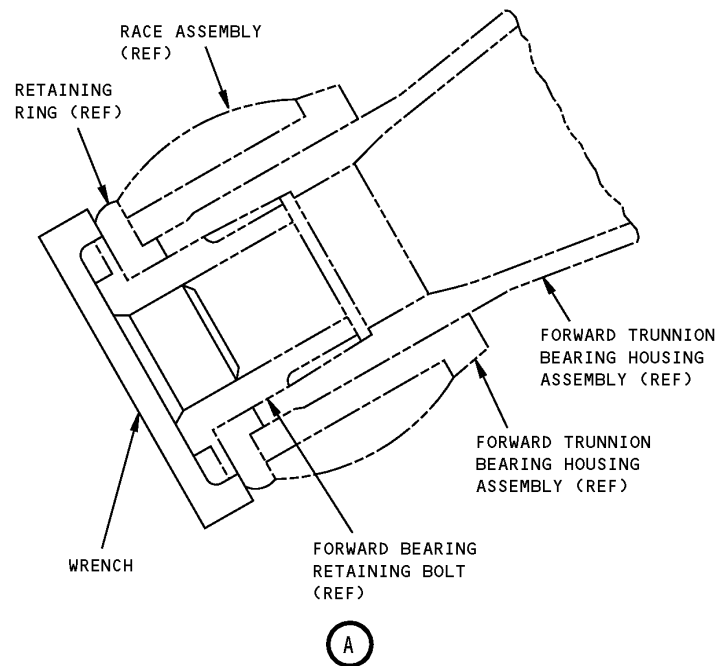 RACE ASSEMBLY
(REF)
RETAINING
RING (REF)
FORWARD TRUNNION
BEARING HOUSING
ASSEMBLY (REF)
FORWARD TRUNNION
BEARING HOUSING
ASSEMBLY (REF)
FORWARD BEARING
RETAINING BOLT
(REF)
WRENCH
A